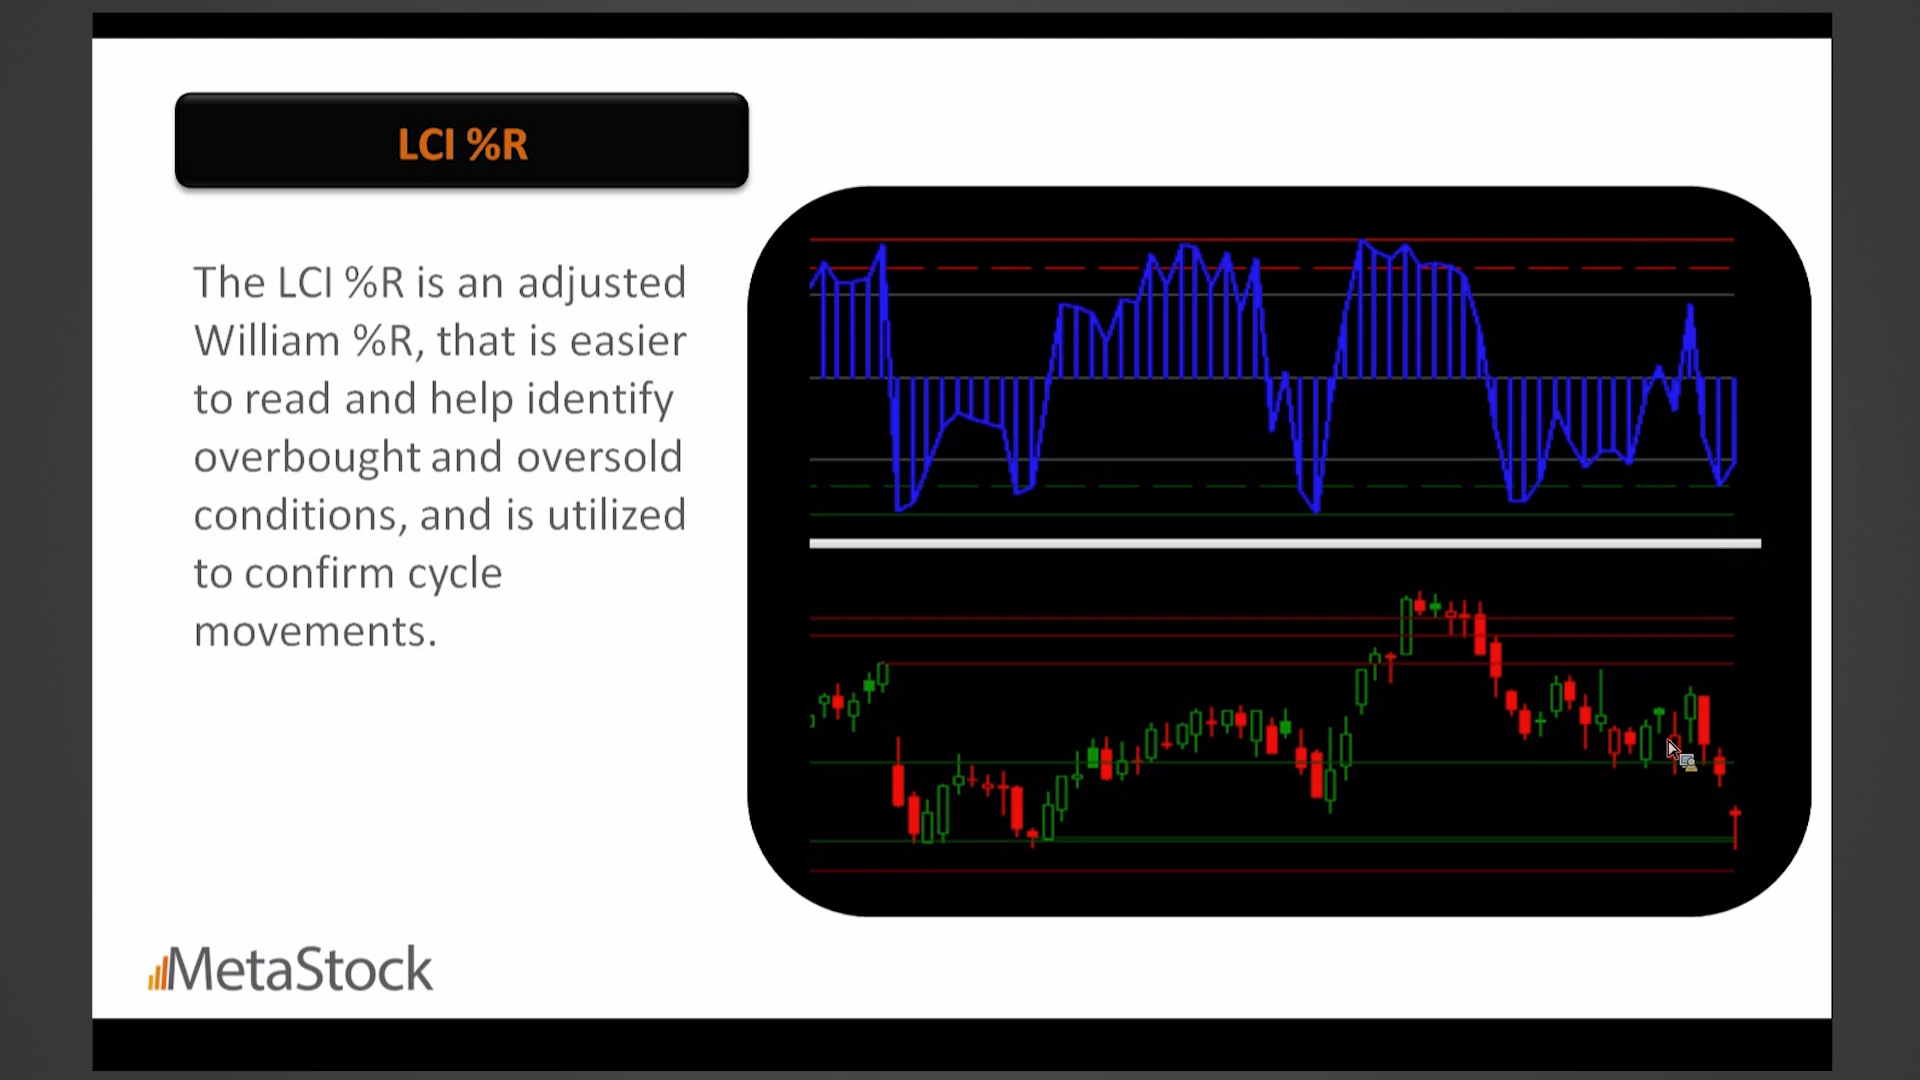 LCI %R
The LCI %R is an adjusted
William %R, that is easier
to read and help identify
overbought and oversold
conditions, and is utilized
to confirm cycle
movements.
MetaStock